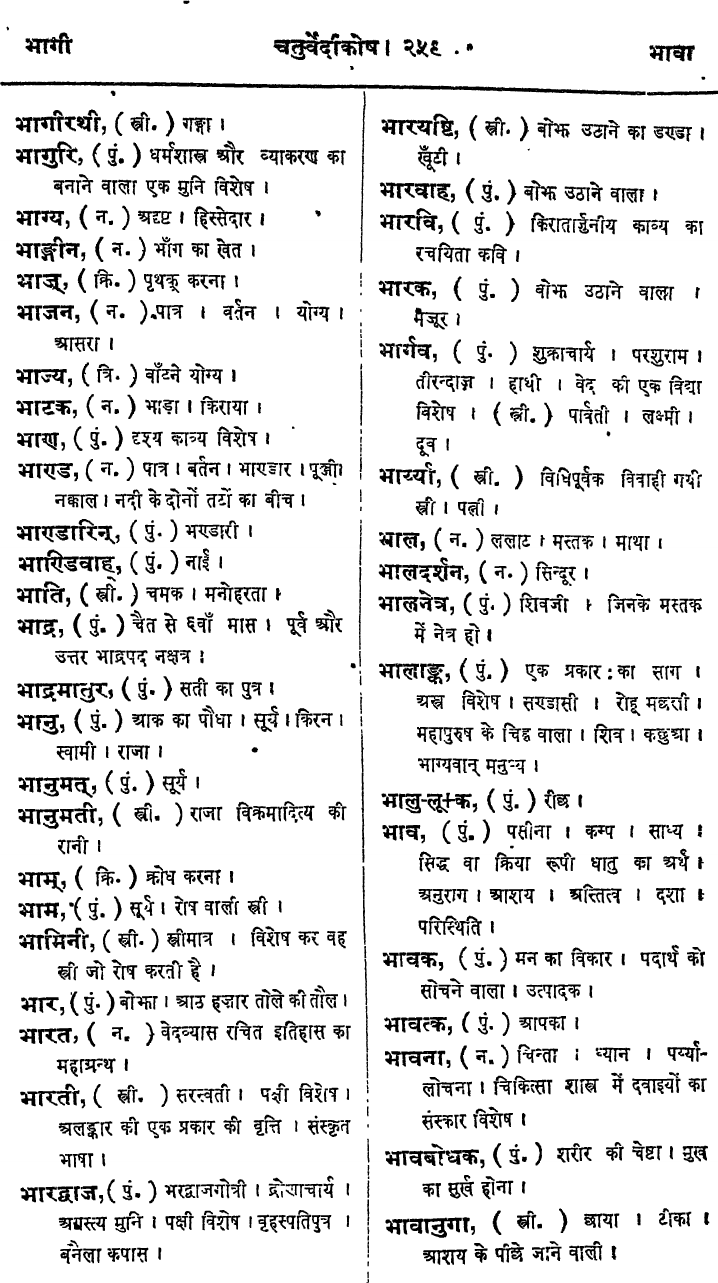 भागी
चतुर्वेदीकोष । २५९
भावा
भागीरथी, ( स्त्री. ) गङ्गा ।
भागुरि, ( पुं. ) धर्मशास्त्र और व्याकरण का
बनाने वाला एक मुनि विशेष ।
भाग्य, ( न. ) अदृष्ट । हिस्सेदार ।
भाङ्गीन, ( न. ) भाँग का खेत ।
भाज्, ( क्रि. ) पृथक् करना ।
भाजन, ( न. ) पात्र । बर्तन । योग्य ।
आसरा ।
भाज्य, ( त्रि. ) बाँटने योग्य ।
भाटक, ( न. ) भाड़ा । किराया ।
भाण, ( पुं. ) दृश्य काव्य विशेष ।
भाण्ड, ( न. ) पात्र । बर्तन । भाण्डार । पूञ्जी ।
नक़ाल । नदी के दोनों तटों का बीच ।
भाण्डारिन्, ( पुं. ) भण्डारी ।
भाण्डिवाह, ( पुं. ) नाई ।
भाति, ( स्त्री. ) चमक । मनोहरता ।
भाद्र, ( पुं. ) चैत से ६वाँ मास । पूर्व और
उत्तर भाद्रपद नक्षत्र ।
भाद्रमातुर, ( पुं. ) सती का पुत्र ।
भानु, ( पुं. ) आक का पौधा । सूर्य । किरन ।
स्वामी । राजा ।
भानुमत्, ( पुं. ) सूर्य ।
भानुमती, ( स्त्री. ) राजा विक्रमादित्य की
रानी ।
भाम्, ( क्रि. ) क्रोध करना ।
भाम, ( पुं. ) सूर्य । रोष वाली स्त्री ।
भामिनी, ( स्त्री. ) स्त्रीमात्र । विशेष कर वह
स्त्री जो रोष करती है ।
भार, ( पुं. ) बोझा । आठ हज़ार तोले की तौल ।
भारत, ( न. ) वेदव्यास रचित इतिहास का
महाग्रन्थ ।
भारती, ( स्त्री. ) सरस्वती । पक्षी विशेष ।
अलङ्कार की एक प्रकार की वृत्ति । संस्कृत
भाषा ।
भारद्वाज, ( पुं. ) भरद्वाजगोत्री । द्रोणाचार्य ।
अगस्त्य मुनि । पक्षी विशेष । बृहस्पतिपुत्र ।
बनैला कपास ।
भारयष्टि, ( स्त्री. ) बोझ उठाने का डण्डा ।
खूँटी ।
भारवाह, ( पुं. ) बोझ उठाने वाला ।
भारवि, ( पुं. ) किरातार्जुनीय काव्य का
रचयिता कवि ।
भारक, ( पुं. ) बोझ उठाने वाला ।
मजूर ।
भार्गव, ( पुं. ) शुक्राचार्य । परशुराम ।
तीरन्दाज़ । हाथी । वेद की एक विद्या
विशेष । ( स्त्री. ) पार्वती । लक्ष्मी ।
दूब ।
भार्य्या, ( स्त्री. ) विधिपूर्वक विवाही गयी
स्त्री । पत्नी ।
भाल, ( न. ) ललाट । मस्तक । माथा ।
भालदर्शन, ( न. ) सिन्दूर ।
भालनेत्र, ( पुं. ) शिवजी । जिनके मस्तक
में नेत्र हो ।
भालाङ्क, ( पुं. ) एक प्रकार का साग ।
अस्त्र विशेष । सण्डासी । रोहू मछली ।
महापुरुष के चिह्न वाला । शिव । कछुआ ।
भाग्यवान् मनुष्य ।
भालु-लू+क, ( पुं. ) रीछ ।
भाव, ( पुं. ) पसीना । कम्प । साध्य ।
सिद्ध वा क्रिया रूपी धातु का अर्थ ।
अनुराग । आशय । अस्तित्व । दशा ।
परिस्थिति ।
भावक, ( पुं. ) मन का विकार । पदार्थ को
सोचने वाला । उत्पादक ।
भावत्क, ( पुं. ) आपका ।
भावना, ( न. ) चिन्ता । ध्यान । पर्य्या-
लोचना । चिकित्सा शास्त्र में दवाइयों का
संस्कार विशेष ।
भावबोधक, ( पुं. ) शरीर की चेष्टा । मुख
का सुर्ख होना ।
भावानुगा, ( स्त्री. ) छाया । टीका ।
आशय के पीछे जाने वाली ।